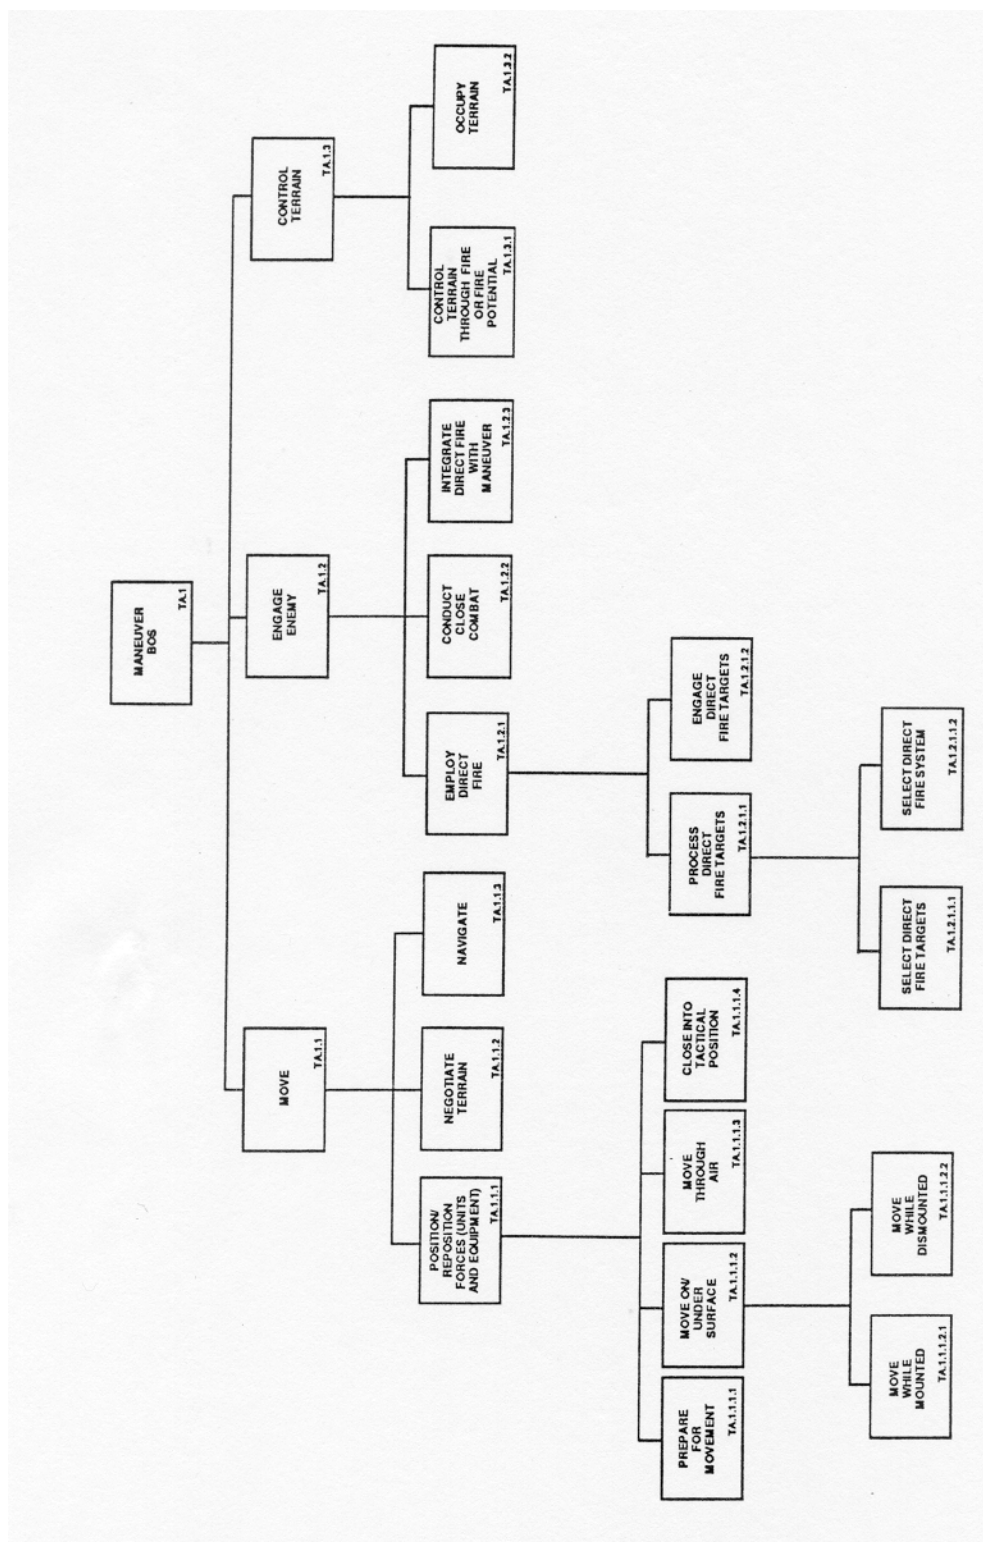 MANEUVER
BOS
TA.1
MOVE
TA.1.1
ENGAGE
ENEMY
TA.1.2
CONTROL
TERRAIN
TA.1.3
POSITION/
REPOSITION
FORCES (UNITS
AND EQUIPMENT)
TA.1.1.1
NEGOTIATE
TERRAIN
TA.1.1.2
NAVIGATE
TA.1.1.3
EMPLOY
DIRECT
FIRE
TA.1.2.1
CONDUCT
CLOSE
COMBAT
TA.1.2.2
INTEGRATE
DIRECT FIRE
WITH
MANEUVER
TA.1.2.3
CONTROL
TERRAIN
THROUGH FIRE
OR FIRE
POTENTIAL
TA.1.3.1
OCCUPY
TERRAIN
TA.1.3.2
PREPARE
FOR
MOVEMENT
TA.1.1.1.1
MOVE ON/
UNDER
SURFACE
TA.1.1.1.2
MOVE
THROUGH
AIR
TA.1.1.1.3
CLOSE INTO
TACTICAL
POSITION
TA.1.1.1.4
PROCESS
DIRECT
FIRE TARGETS
TA.1.2.1.1
ENGAGE
DIRECT
FIRE TARGETS
TA.1.2.1.2
MOVE
WHILE
MOUNTED
TA.1.1.1.2.1
MOVE
WHILE
DISMOUNTED
TA.1.1.1.2.2
SELECT DIRECT
FIRE TARGETS
TA.1.2.1.1.1
SELECT DIRECT
FIRE SYSTEM
TA.1.2.1.1.2